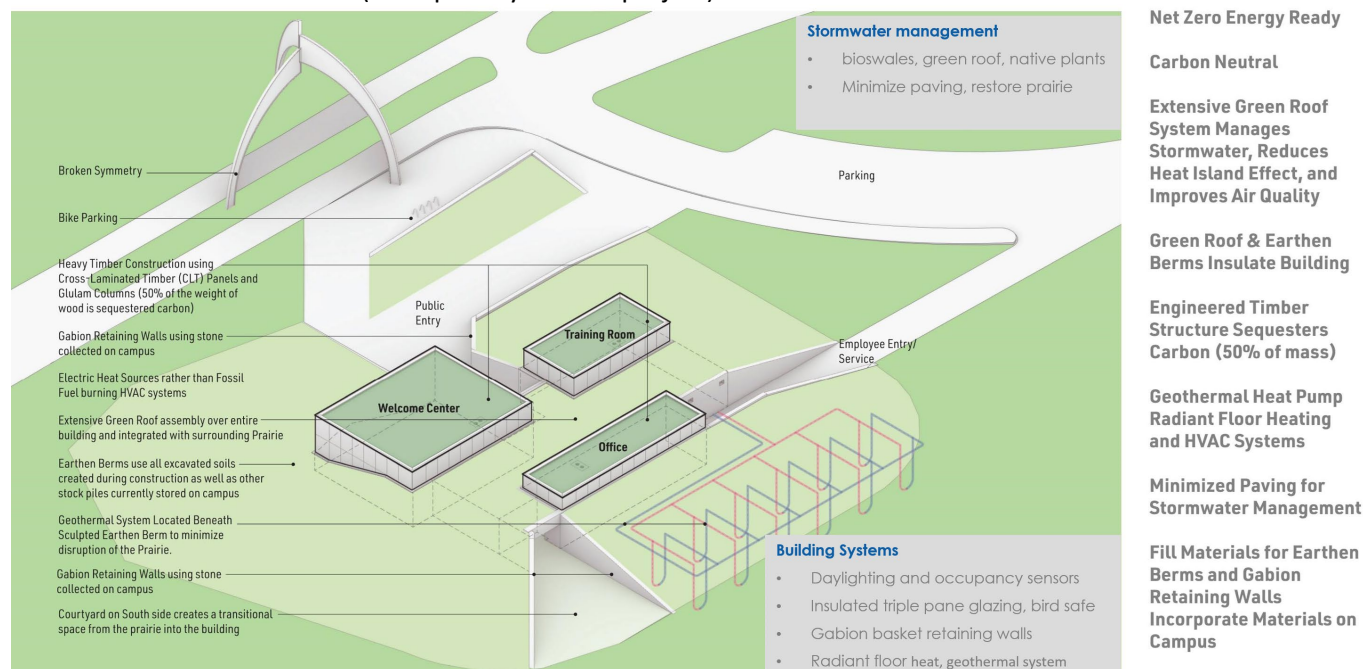 Stormwater management
• bioswales, green roof, native plants
• Minimize paving, restore prairie
Broken Symmetry
Bike Parking
Parking
Heavy Timber Construction using
Cross-Laminated Timber (CLT) Panels and
Glulam Columns (50% of the weight of
wood is sequestered carbon)
Public
Entry
Gabion Retaining Walls using stone
collected on campus
Training Room
Employee Entry/
Service
Electric Heat Sources rather than Fossil
Fuel burning HVAC systems
Welcome Center
Extensive Green Roof assembly over entire
building and integrated with surrounding Prairie
Office
Earthen Berms use all excavated soils
created during construction as well as other
stock piles currently stored on campus
Geothermal System Located Beneath
Sculpted Earthen Berm to minimize
disruption of the Prairie.
Gabion Retaining Walls using stone
collected on campus
Courtyard on South side creates a transitional
space from the prairie into the building
Building Systems
• Daylighting and occupancy sensors
• Insulated triple pane glazing, bird safe
• Gabion basket retaining walls
• Radiant floor heat, geothermal system
Net Zero Energy Ready
Carbon Neutral
Extensive Green Roof
System Manages
Stormwater, Reduces
Heat Island Effect, and
Improves Air Quality
Green Roof & Earthen
Berms Insulate Building
Engineered Timber
Structure Sequesters
Carbon (50% of mass)
Geothermal Heat Pump
Radiant Floor Heating
and HVAC Systems
Minimized Paving for
Stormwater Management
Fill Materials for Earthen
Berms and Gabion
Retaining Walls
Incorporate Materials on
Campus